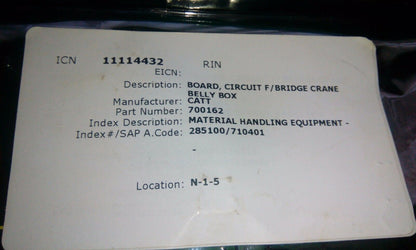 ICN 11114432 RIN
EICN:
Description: BOARD, CIRCUIT F/BRIDGE CRANE
BELLY BOX
Manufacturer: CATT
Part Number: 700162
Index Description: MATERIAL HANDLING EQUIPMENT -
Index#/SAP A.Code: 285100/710401
-
Location: N-1-5